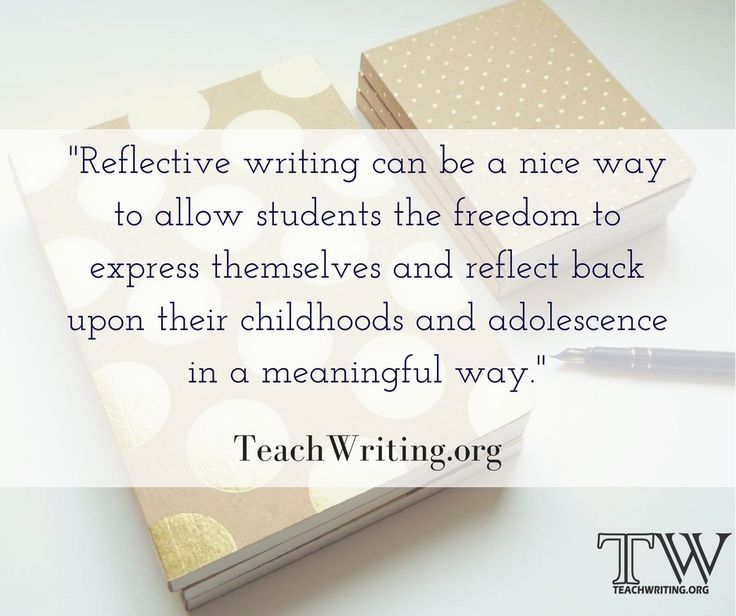 "Reflective writing can be a nice way
to allow students the freedom to
express themselves and reflect back
upon their childhoods and adolescence
in a meaningful way."
TeachWriting.org
TW
TEACHWRITING.ORG